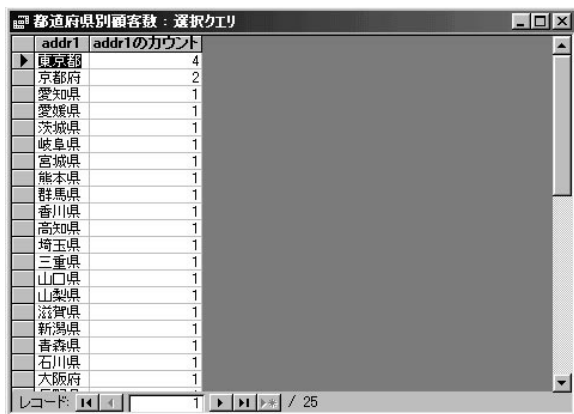 都道府県別顧客数 : 選択クエリ
addr1 addr1のカウント
東京都 4
京都府 2
愛知県 1
愛媛県 1
茨城県 1
岐阜県 1
宮城県 1
熊本県 1
群馬県 1
香川県 1
高知県 1
埼玉県 1
三重県 1
山口県 1
山梨県 1
滋賀県 1
新潟県 1
青森県 1
石川県 1
大阪府 1
レコード: 1 / 25